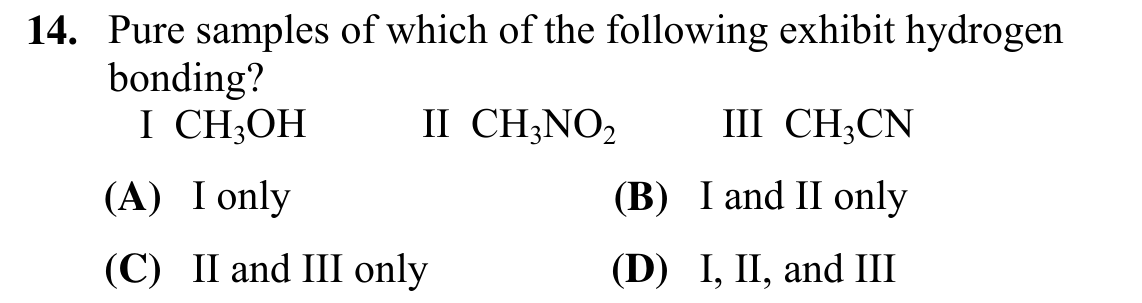 14. Pure samples of which of the following exhibit hydrogen
bonding?
I CH₃OH II CH₃NO₂ III CH₃CN
(A) I only (B) I and II only
(C) II and III only (D) I, II, and III